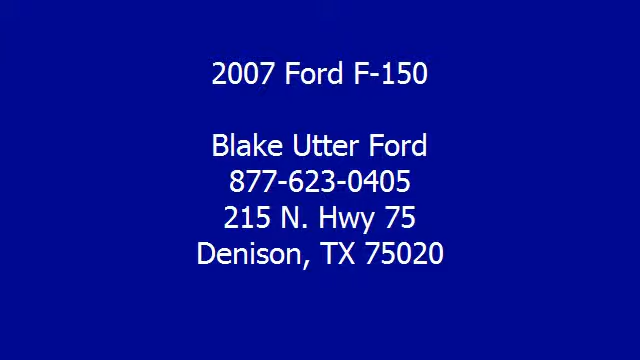 2007 Ford F-150
Blake Utter Ford
877-623-0405
215 N. Hwy 75
Denison, TX 75020